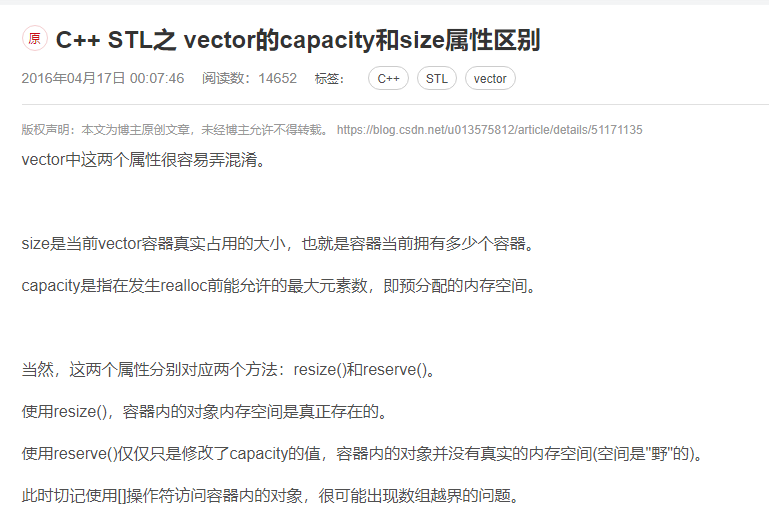 原 C++ STL之 vector的capacity和size属性区别
2016年04月17日 00:07:46 阅读数：14652 标签： C++ STL vector
版权声明：本文为博主原创文章，未经博主允许不得转载。 https://blog.csdn.net/u013575812/article/details/51171135
vector中这两个属性很容易弄混淆。
size是当前vector容器真实占用的大小，也就是容器当前拥有多少个容器。
capacity是指在发生realloc前能允许的最大元素数，即预分配的内存空间。
当然，这两个属性分别对应两个方法：resize()和reserve()。
使用resize()，容器内的对象内存空间是真正存在的。
使用reserve()仅仅只是修改了capacity的值，容器内的对象并没有真实的内存空间(空间是"野"的)。
此时切记使用[]操作符访问容器内的对象，很可能出现数组越界的问题。